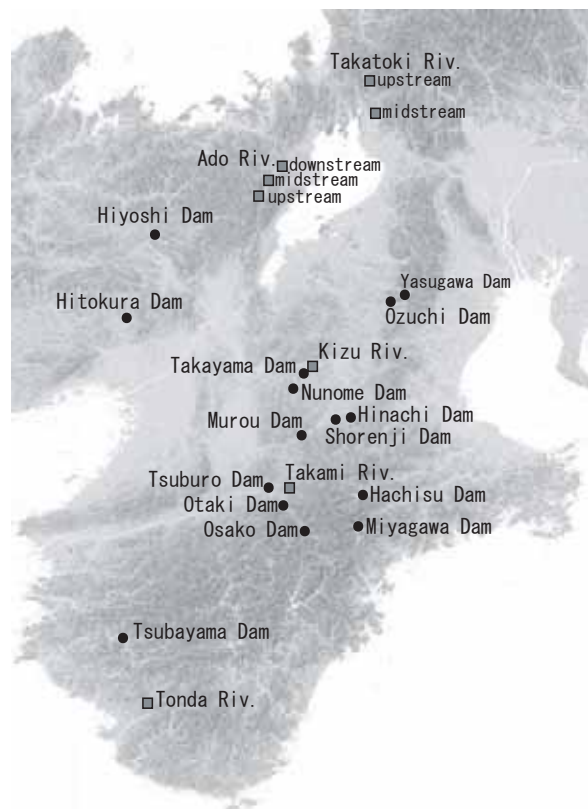 Takatoki Riv.
upstream
midstream
Ado Riv.
downstream
midstream
upstream
Hiyoshi Dam
Yasugawa Dam
Hitokura Dam
Ozuchi Dam
Kizu Riv.
Takayama Dam
Nunome Dam
Murou Dam
Hinachi Dam
Shorenji Dam
Tsuburo Dam
Takami Riv.
Hachisu Dam
Otaki Dam
Osako Dam
Miyagawa Dam
Tsubayama Dam
Tonda Riv.